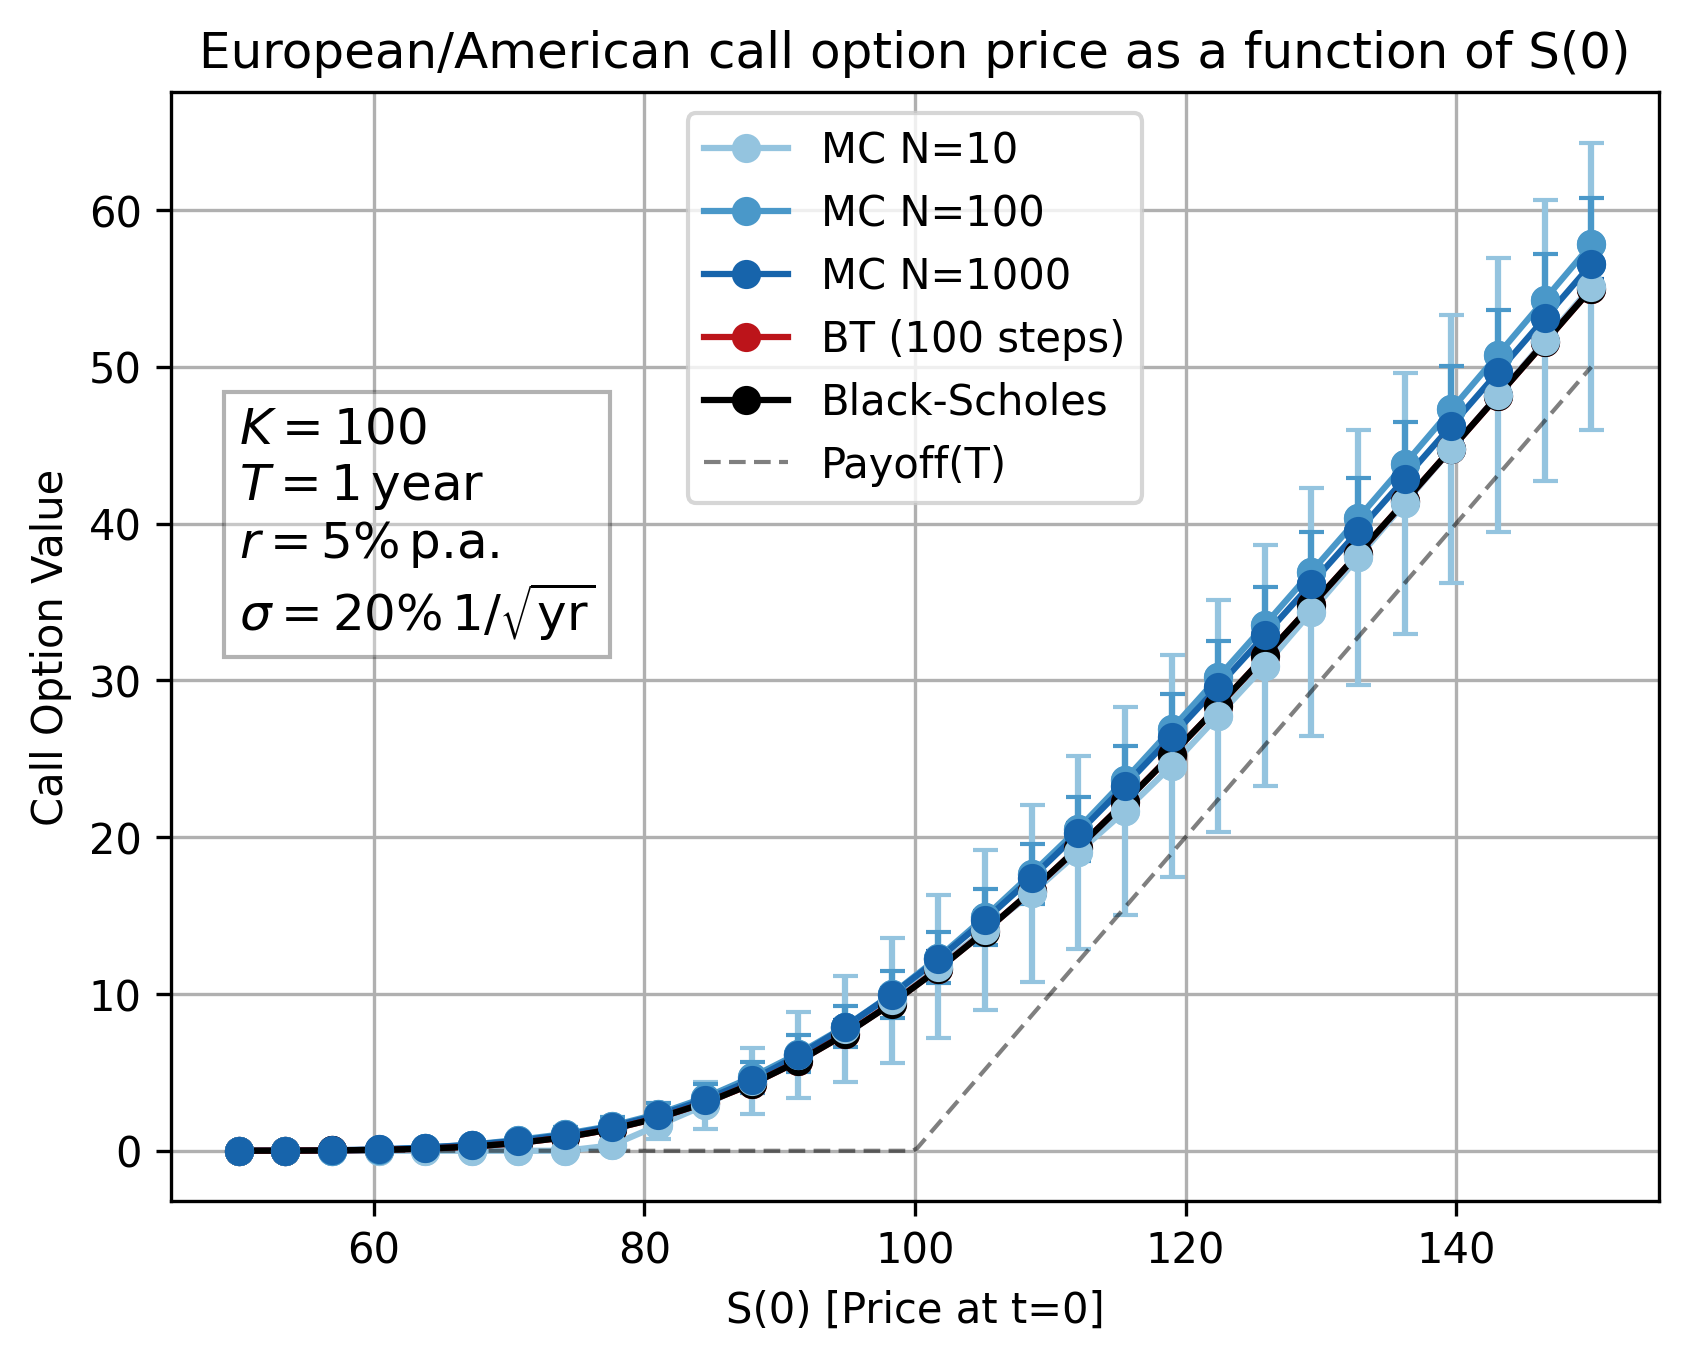 European/American call option price as a function of S(0)
MC N=10
MC N=100
MC N=1000
BT (100 steps)
Black-Scholes
Payoff(T)
K = 100
T = 1 year
r = 5% p.a.
σ = 20% 1/√yr
Call Option Value
60
50
40
30
20
10
0
60 80 100 120 140
S(0) [Price at t=0]